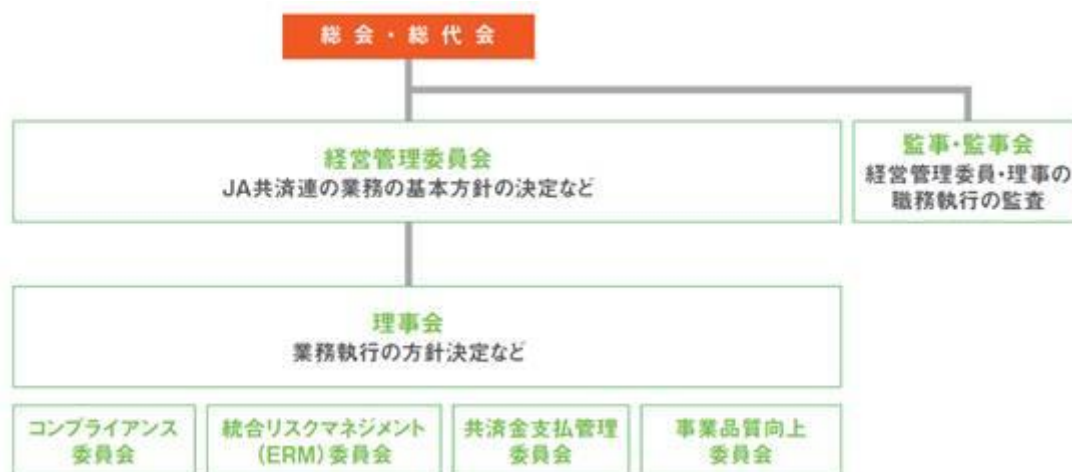 総会・総代会
経営管理委員会
JA共済連の業務の基本方針の決定など
監事・監事会
経営管理委員・理事の
職務執行の監査
理事会
業務執行の方針決定など
コンプライアンス
委員会
統合リスクマネジメント
(ERM)委員会
共済金支払管理
委員会
事業品質向上
委員会